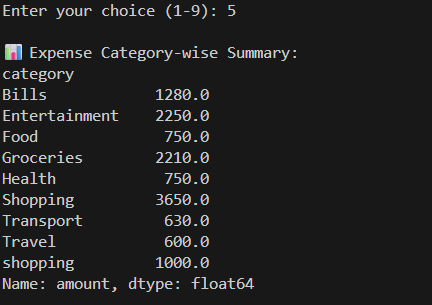 Enter your choice (1-9): 5
📊 Expense Category-wise Summary:
category
Bills 1280.0
Entertainment 2250.0
Food 750.0
Groceries 2210.0
Health 750.0
Shopping 3650.0
Transport 630.0
Travel 600.0
shopping 1000.0
Name: amount, dtype: float64